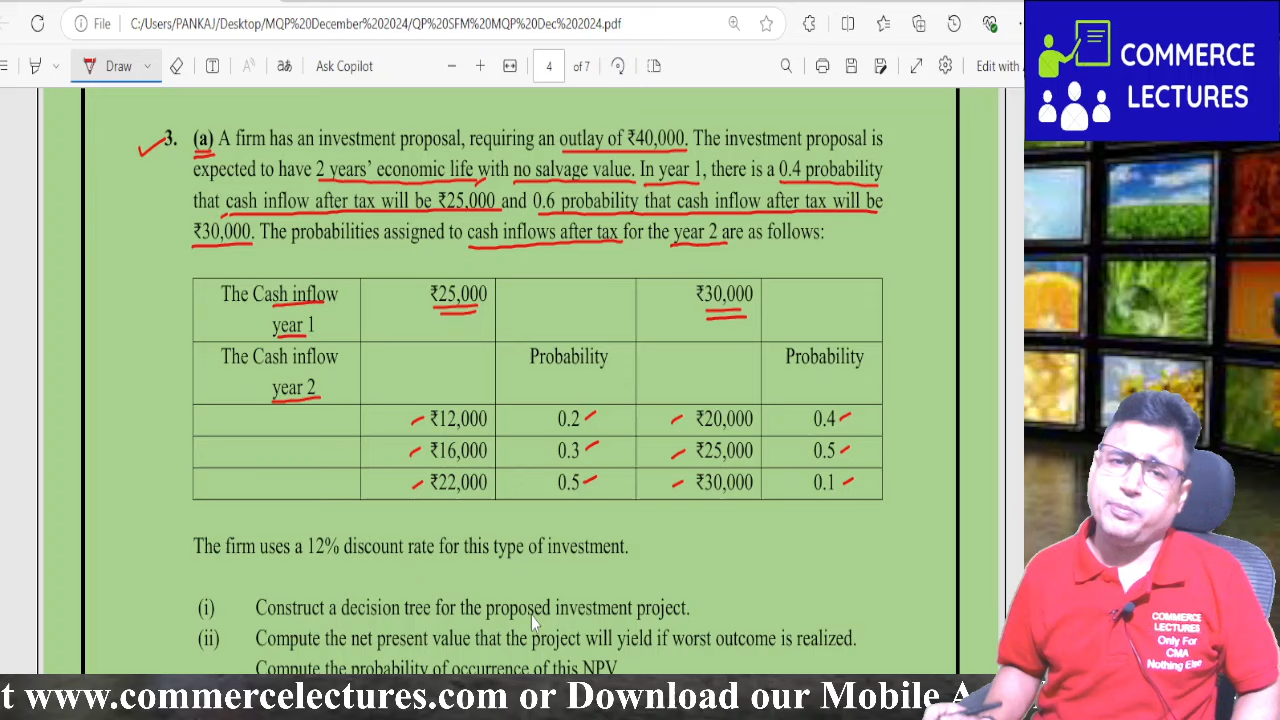 File C:/Users/PANKAJ/Desktop/MQP%20December%202024/QP%20SFM%20MQP%20Dec%202024.pdf
Draw
Ask Copilot
4 of 7
Edit with
COMMERCE
LECTURES
3. (a) A firm has an investment proposal, requiring an outlay of ₹40,000. The investment proposal is
expected to have 2 years' economic life with no salvage value. In year 1, there is a 0.4 probability
that cash inflow after tax will be ₹25,000 and 0.6 probability that cash inflow after tax will be
₹30,000. The probabilities assigned to cash inflows after tax for the year 2 are as follows:
The Cash inflow ₹25,000 ₹30,000
year 1
The Cash inflow Probability Probability
year 2
₹12,000 0.2 ₹20,000 0.4
₹16,000 0.3 ₹25,000 0.5
₹22,000 0.5 ₹30,000 0.1
The firm uses a 12% discount rate for this type of investment.
(i) Construct a decision tree for the proposed investment project.
(ii) Compute the net present value that the project will yield if worst outcome is realized.
Compute the probability of occurrence of this NPV
COMMERCE
LECTURES
Only For
CMA
Nothing Else
t www.commercelectures.com or Download our Mobile A